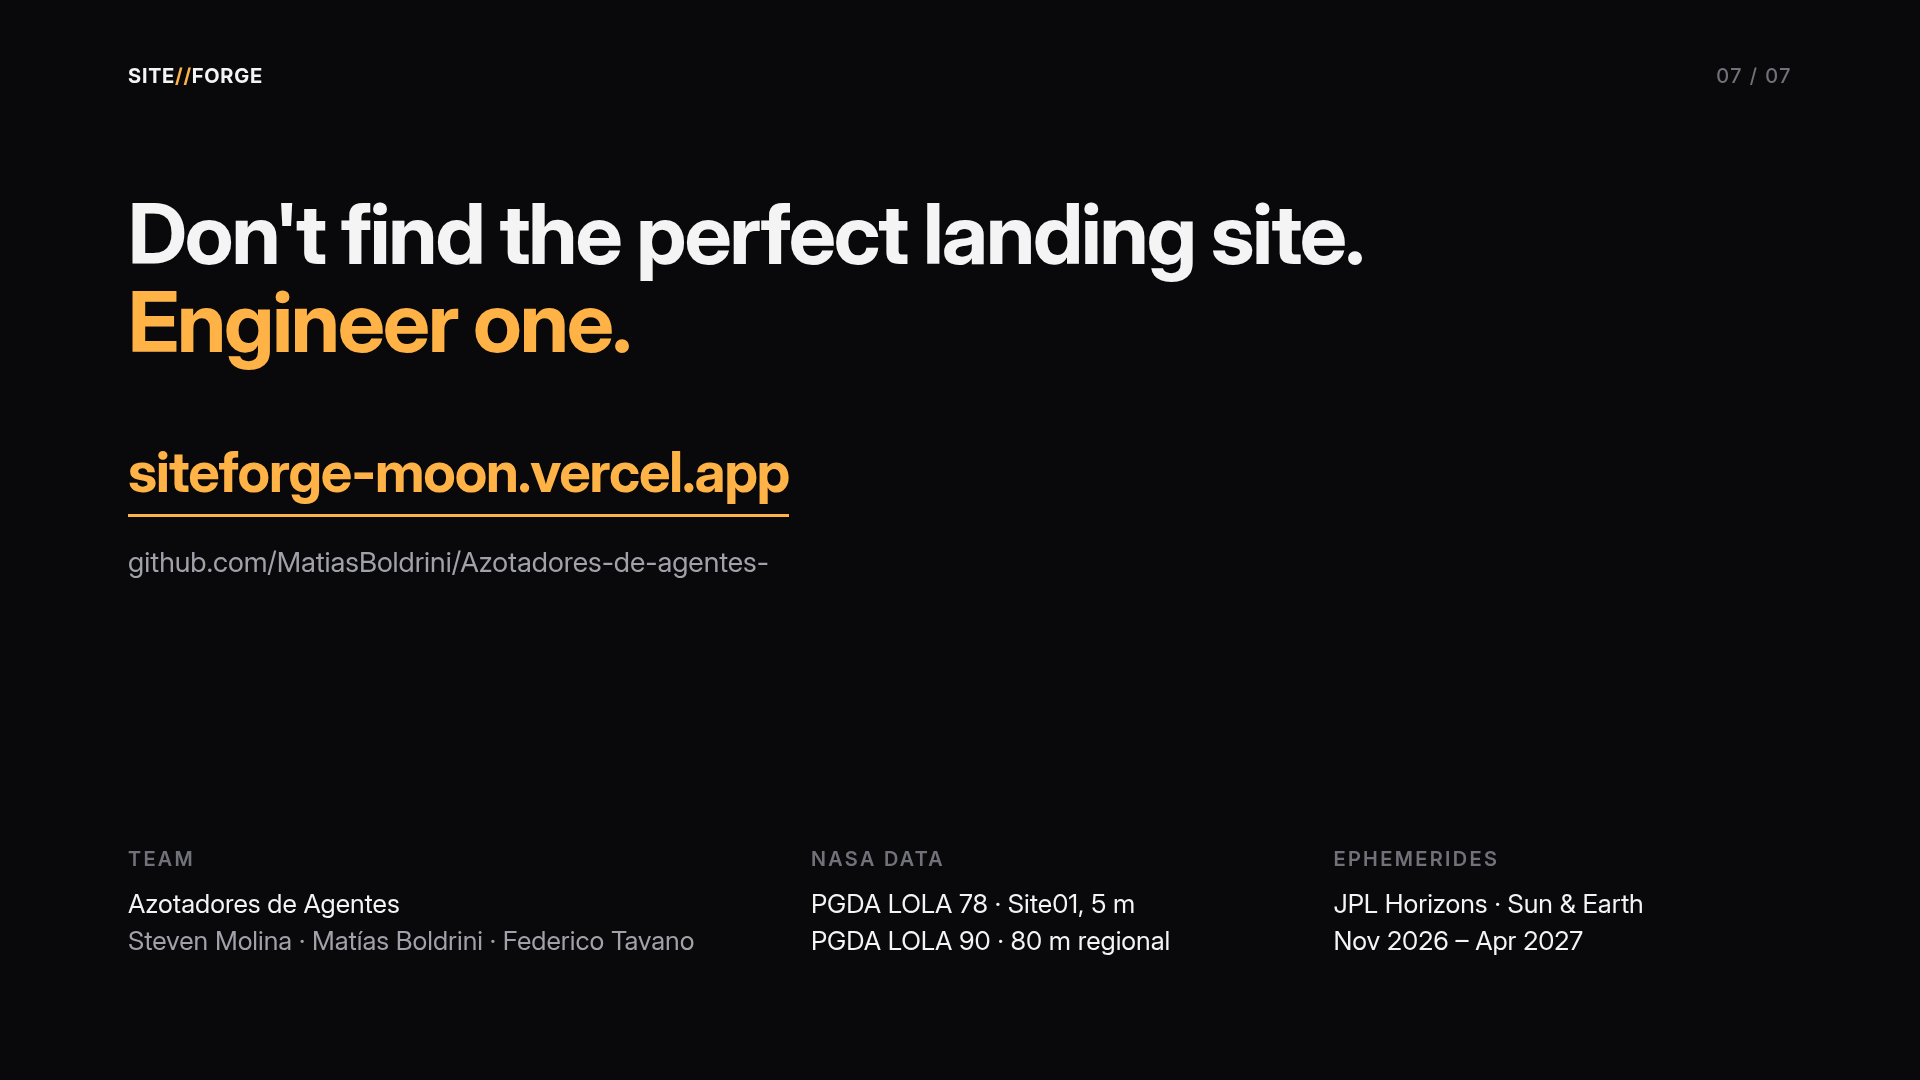 SITE//FORGE
07 / 07
Don't find the perfect landing site.
Engineer one.
siteforge-moon.vercel.app
github.com/MatiasBoldrini/Azotadores-de-agentes-
TEAM
Azotadores de Agentes
Steven Molina · Matías Boldrini · Federico Tavano
NASA DATA
PGDA LOLA 78 · Site01, 5 m
PGDA LOLA 90 · 80 m regional
EPHEMERIDES
JPL Horizons · Sun & Earth
Nov 2026 – Apr 2027